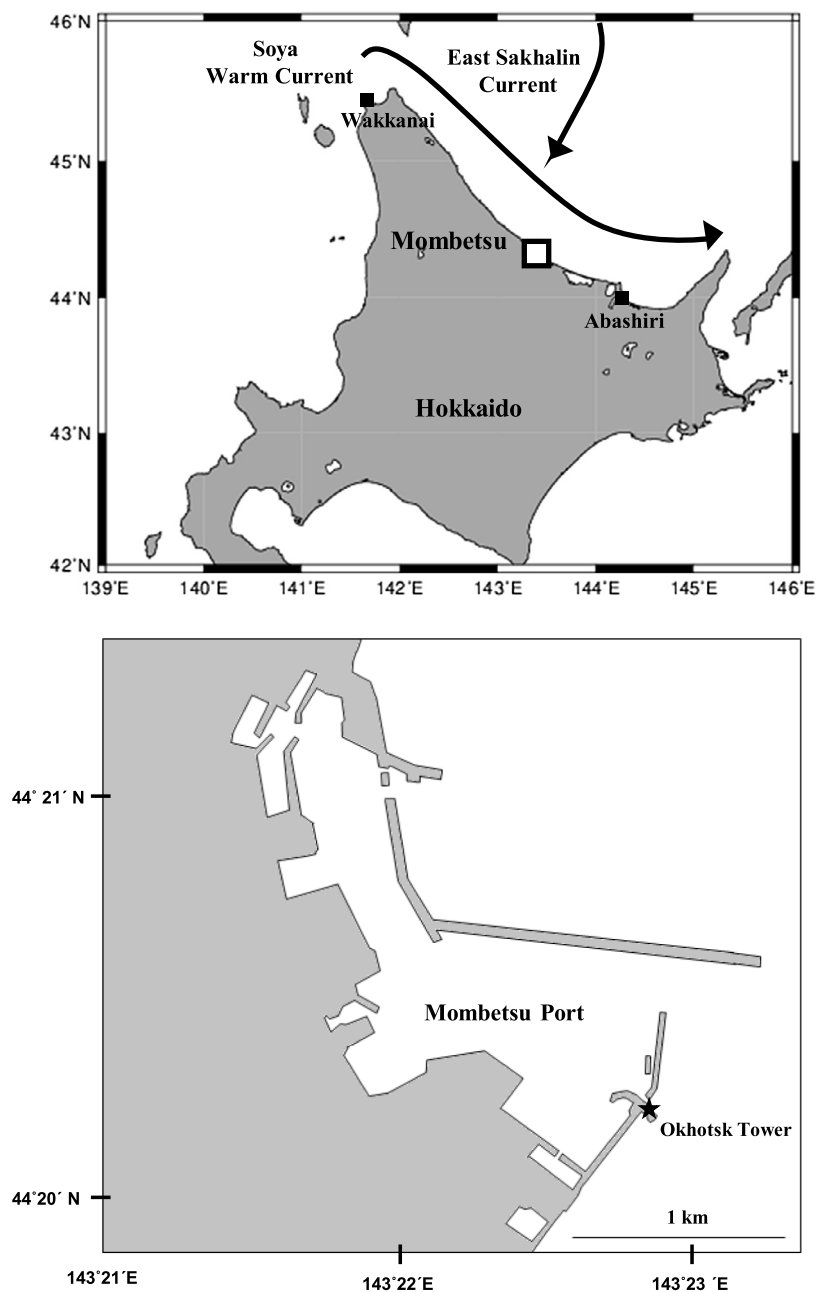 46°N
Soya
Warm Current
East Sakhalin
Current
Wakkanai
45°N
Mombetsu
44°N
Abashiri
Hokkaido
43°N
42°N
139°E 140°E 141°E 142°E 143°E 144°E 145°E 146°E
44°21′ N
Mombetsu Port
Okhotsk Tower
44°20′ N
1 km
143°21′E 143°22′E 143°23 ′E